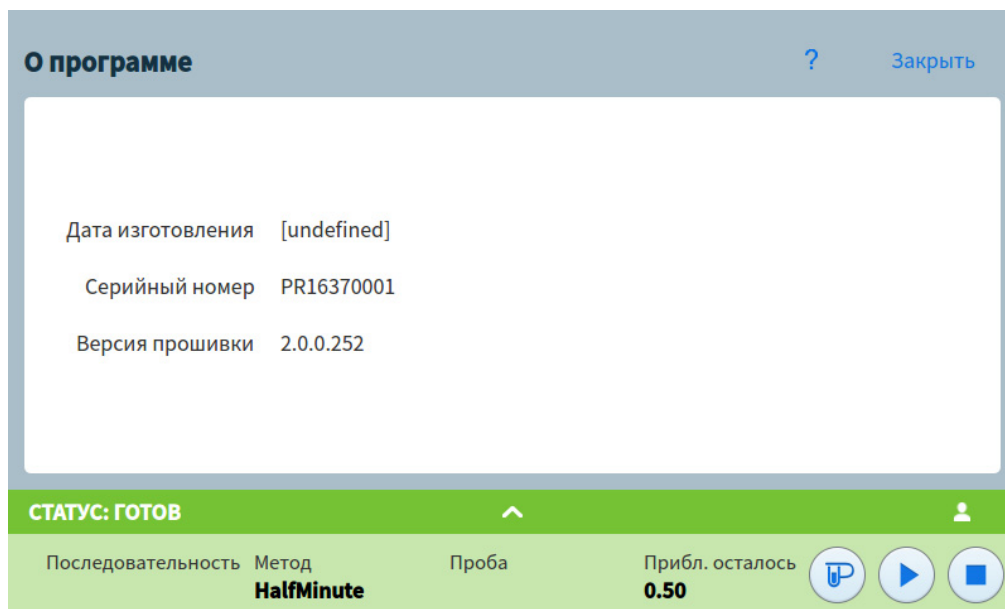 О программе ? Закрыть
Дата изготовления [undefined]
Серийный номер PR16370001
Версия прошивки 2.0.0.252
СТАТУС: ГОТОВ
Последовательность Метод Проба Прибл. осталось
HalfMinute 0.50